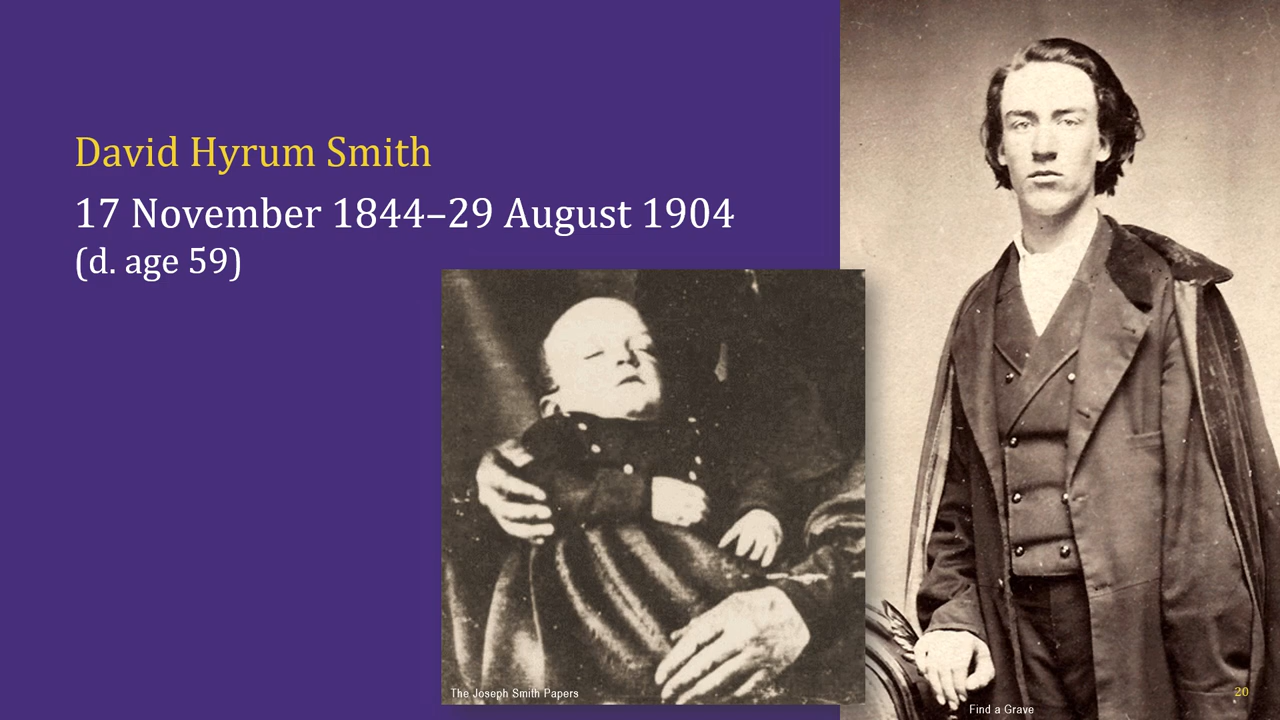 David Hyrum Smith
17 November 1844–29 August 1904
(d. age 59)
The Joseph Smith Papers
20
Find a Grave